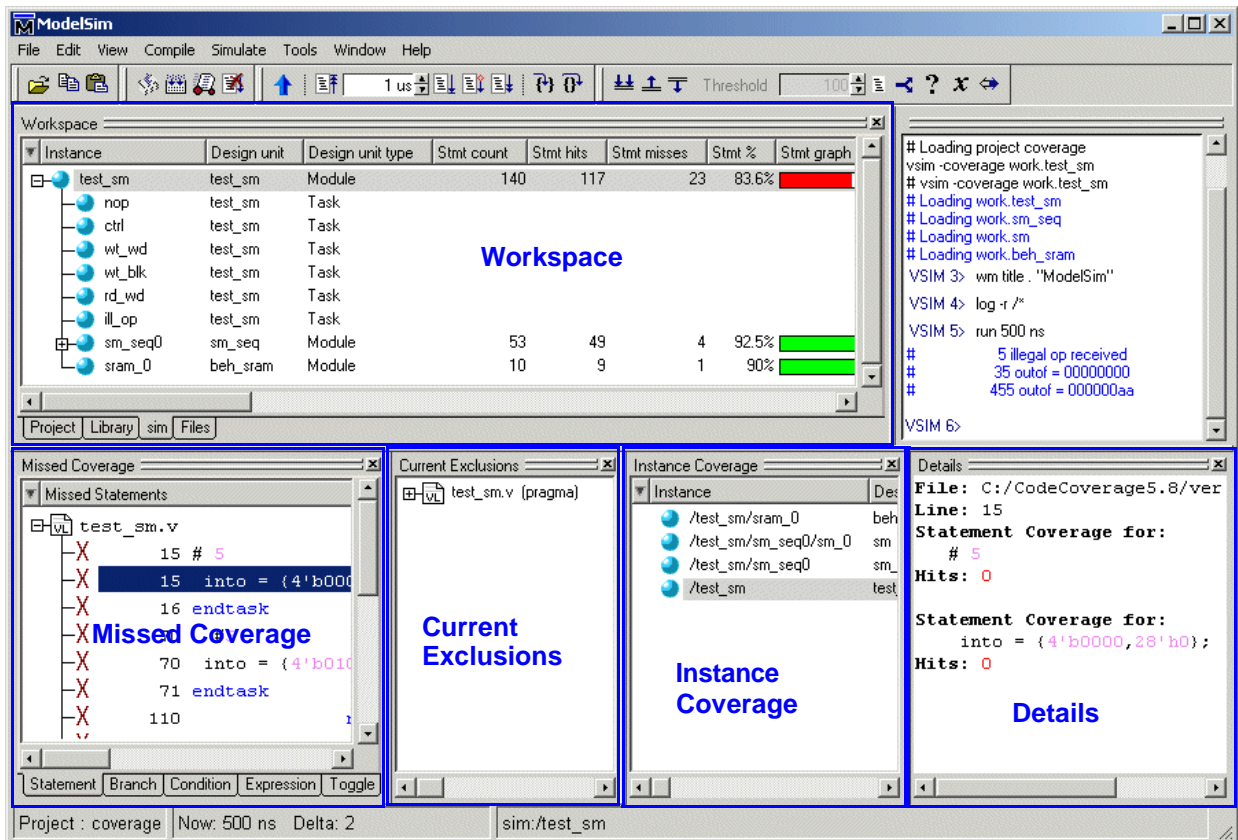 ModelSim
File Edit View Compile Simulate Tools Window Help
1 us Threshold 100 ? x
Workspace
Instance Design unit Design unit type Stmt count Stmt hits Stmt misses Stmt % Stmt graph
test_sm test_sm Module 140 117 23 83.6%
nop test_sm Task
ctrl test_sm Task
wt_wd test_sm Task
wt_blk test_sm Task
rd_wd test_sm Task
ill_op test_sm Task
sm_seq0 sm_seq Module 53 49 4 92.5%
sram_0 beh_sram Module 10 9 1 90%
Workspace
Project Library sim Files
# Loading project coverage
vsim -coverage work.test_sm
# vsim -coverage work.test_sm
# Loading work.test_sm
# Loading work.sm_seq
# Loading work.sm
# Loading work.beh_sram
VSIM 3> wm title . "ModelSim"
VSIM 4> log -r /*
VSIM 5> run 500 ns
# 5 illegal op received
# 35 outof = 00000000
# 455 outof = 000000aa
VSIM 6>
Missed Coverage
Missed Statements
test_sm.v
15 # 5
15 into = {4'b000
16 endtask
70 into = {4'b010
71 endtask
110
Missed Coverage
Statement Branch Condition Expression Toggle
Current Exclusions
test_sm.v (pragma)
Current
Exclusions
Instance Coverage
Instance Des
/test_sm/sram_0 beh
/test_sm/sm_seq0/sm_0 sm
/test_sm/sm_seq0 sm_
/test_sm test_
Instance
Coverage
Details
File: C:/CodeCoverage5.8/ver
Line: 15
Statement Coverage for:
# 5
Hits: 0
Statement Coverage for:
into = {4'b0000,28'h0};
Hits: 0
Details
Project : coverage Now: 500 ns Delta: 2 sim:/test_sm